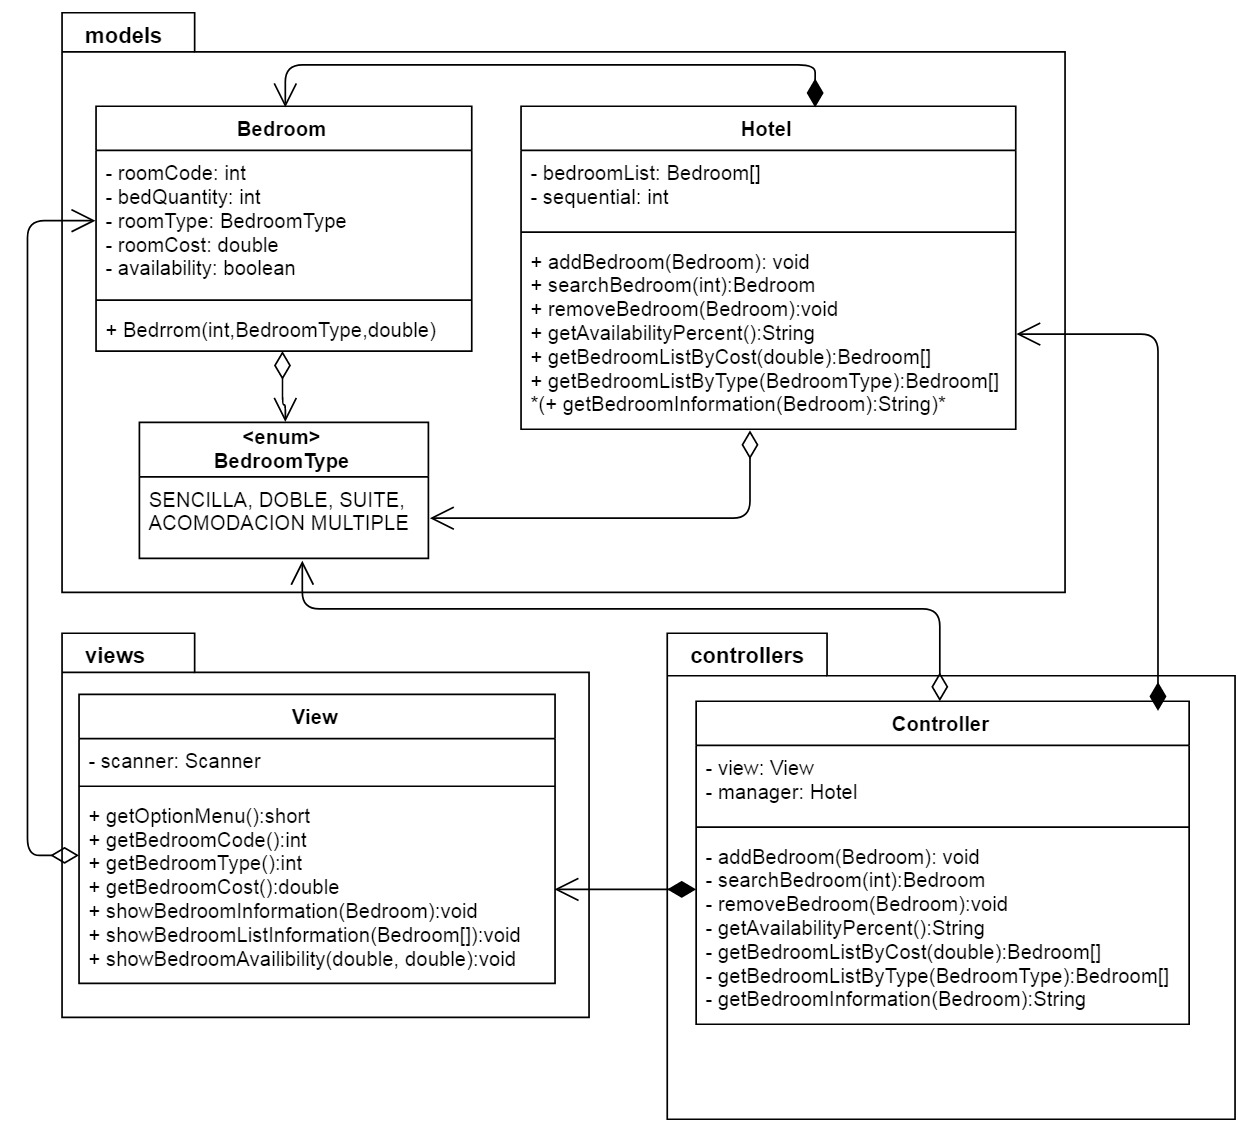 models
Bedroom
- roomCode: int
- bedQuantity: int
- roomType: BedroomType
- roomCost: double
- availability: boolean
+ Bedrrom(int,BedroomType,double)
Hotel
- bedroomList: Bedroom[]
- sequential: int
+ addBedroom(Bedroom): void
+ searchBedroom(int):Bedroom
+ removeBedroom(Bedroom):void
+ getAvailabilityPercent():String
+ getBedroomListByCost(double):Bedroom[]
+ getBedroomListByType(BedroomType):Bedroom[]
*(+ getBedroomInformation(Bedroom):String)*
<enum>
BedroomType
SENCILLA, DOBLE, SUITE,
ACOMODACION MULTIPLE
views
View
- scanner: Scanner
+ getOptionMenu():short
+ getBedroomCode():int
+ getBedroomType():int
+ getBedroomCost():double
+ showBedroomInformation(Bedroom):void
+ showBedroomListInformation(Bedroom[]):void
+ showBedroomAvailibility(double, double):void
controllers
Controller
- view: View
- manager: Hotel
- addBedroom(Bedroom): void
- searchBedroom(int):Bedroom
- removeBedroom(Bedroom):void
- getAvailabilityPercent():String
- getBedroomListByCost(double):Bedroom[]
- getBedroomListByType(BedroomType):Bedroom[]
- getBedroomInformation(Bedroom):String